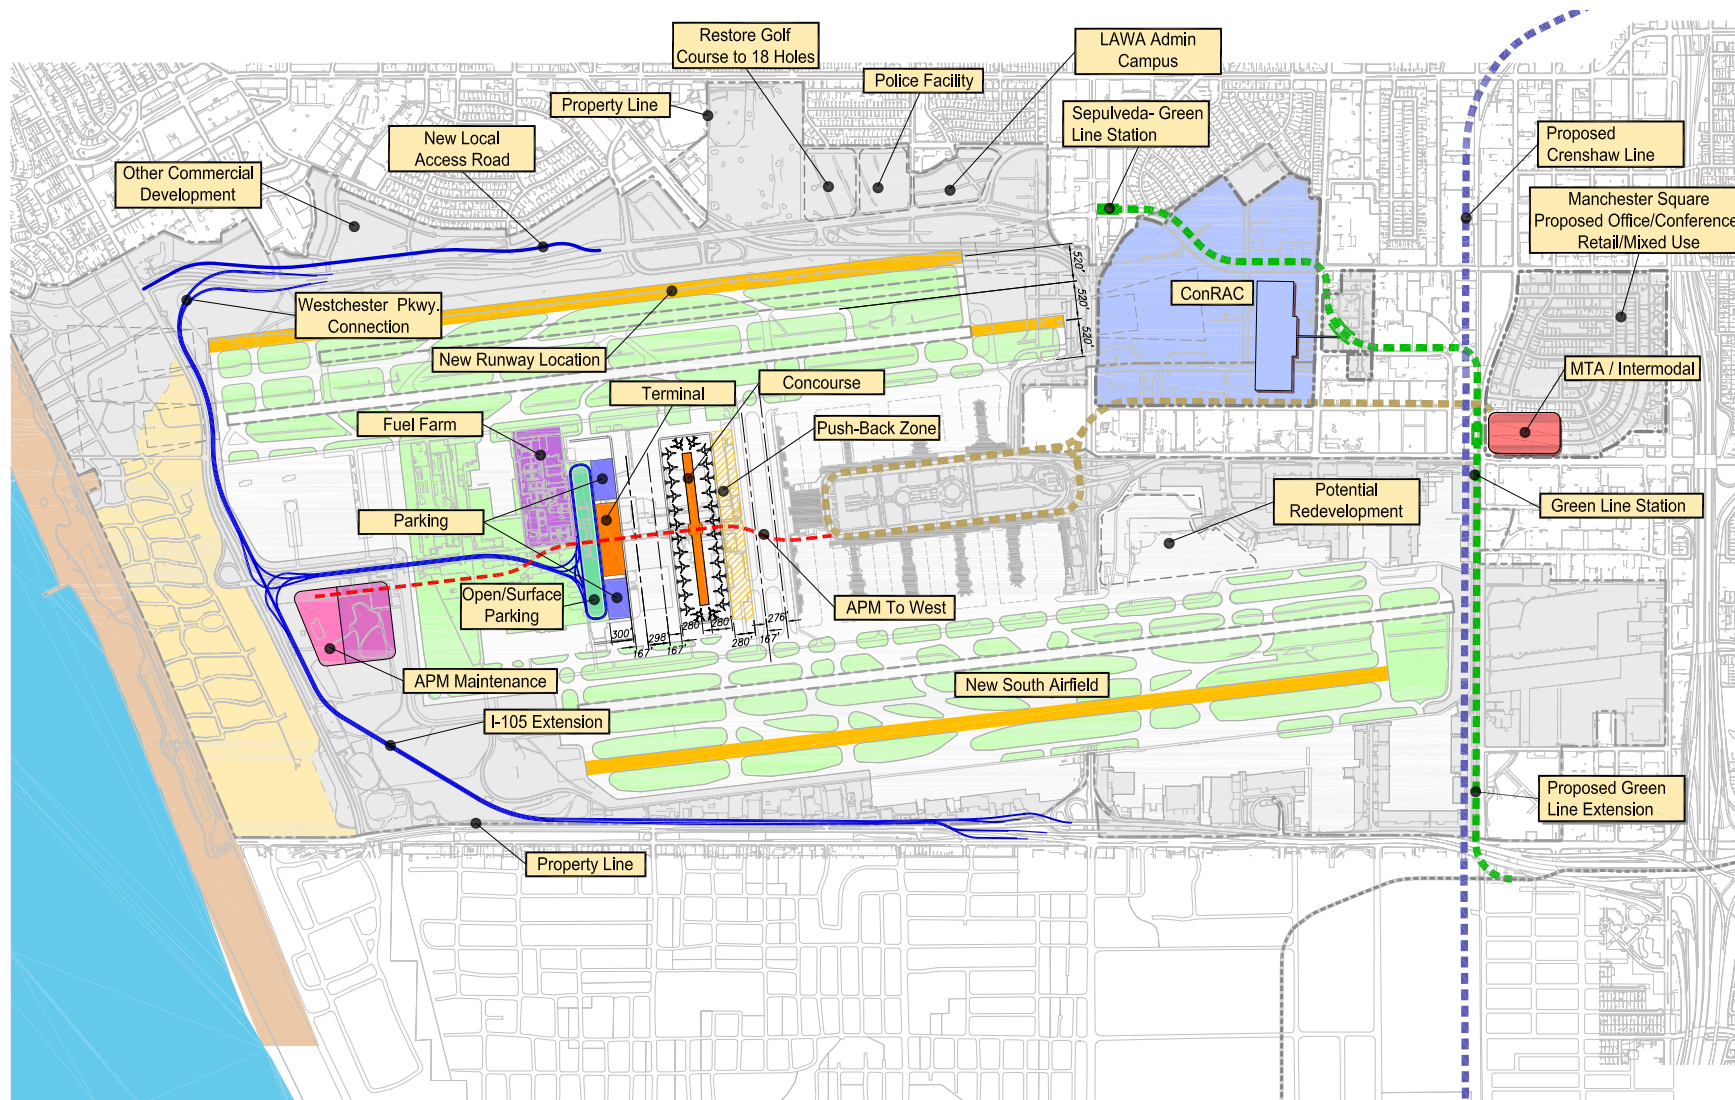 Restore Golf
Course to 18 Holes
LAWA Admin
Campus
Police Facility
Property Line
Sepulveda- Green
Line Station
New Local
Access Road
Proposed
Crenshaw Line
Other Commercial
Development
Manchester Square
Proposed Office/Conference
Retail/Mixed Use
520'
520'
520'
ConRAC
Westchester Pkwy.
Connection
New Runway Location
MTA / Intermodal
Concourse
Terminal
Fuel Farm
Push-Back Zone
Potential
Redevelopment
Green Line Station
Parking
Open/Surface
Parking
APM To West
300'
167'
298'
167'
280'
280'
280'
167'
276'
APM Maintenance
New South Airfield
I-105 Extension
Proposed Green
Line Extension
Property Line